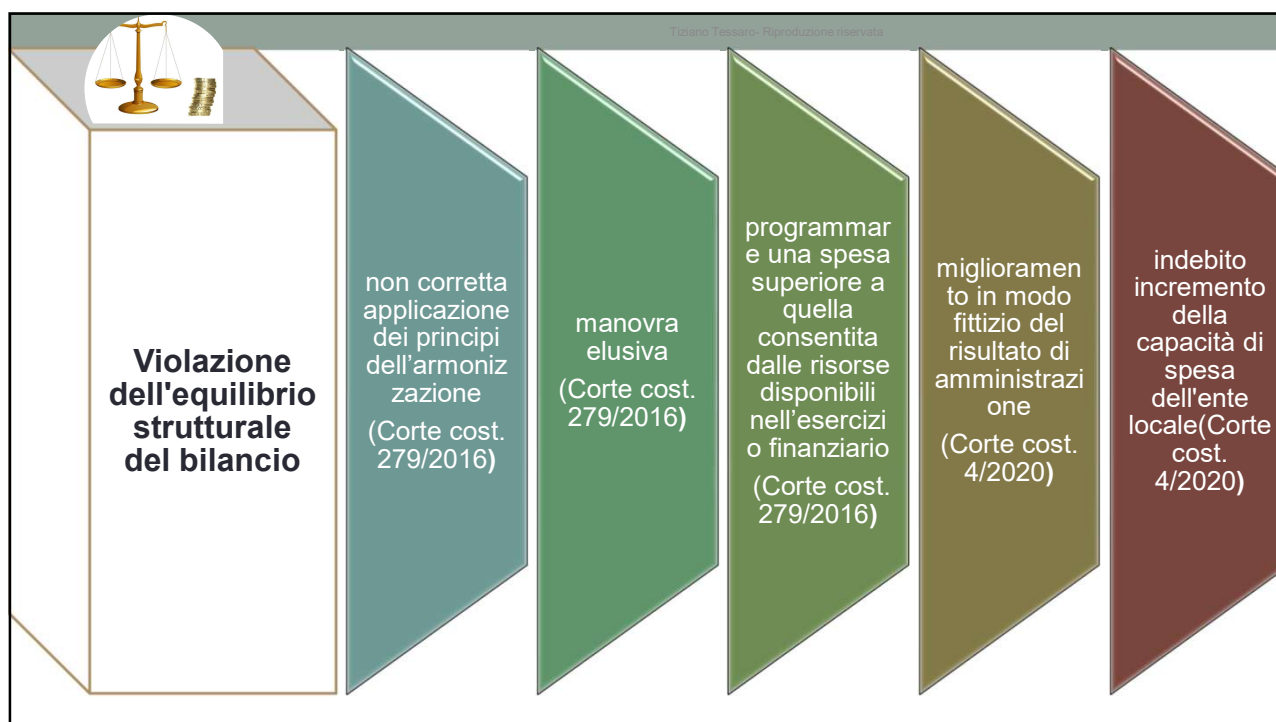 Tiziano Tessaro- Riproduzione riservata
Violazione
dell'equilibrio
strutturale
del bilancio
non corretta
applicazione
dei principi
dell’armoniz
zazione
(Corte cost.
279/2016)
manovra
elusiva
(Corte cost.
279/2016)
programmar
e una spesa
superiore a
quella
consentita
dalle risorse
disponibili
nell’esercizi
o finanziario
(Corte cost.
279/2016)
miglioramen
to in modo
fittizio del
risultato di
amministrazi
one
(Corte cost.
4/2020)
indebito
incremento
della
capacità di
spesa
dell'ente
locale(Corte
cost.
4/2020)